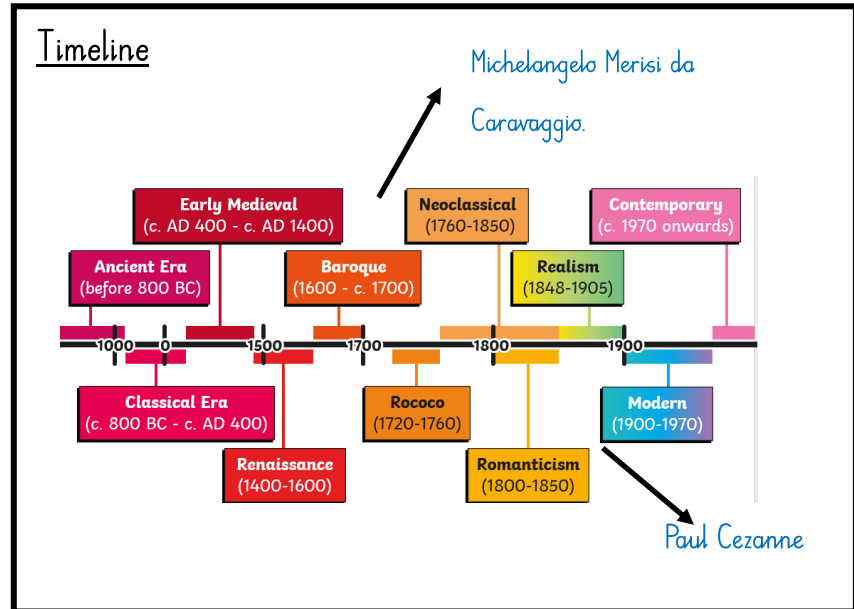 Timeline
Michelangelo Merisi da
Caravaggio.
Early Medieval
(c. AD 400 - c. AD 1400)
Neoclassical
(1760-1850)
Contemporary
(c. 1970 onwards)
Ancient Era
(before 800 BC)
Baroque
(1600 - c. 1700)
Realism
(1848-1905)
1000 0 1500 1700 1800 1900
Classical Era
(c. 800 BC - c. AD 400)
Rococo
(1720-1760)
Modern
(1900-1970)
Renaissance
(1400-1600)
Romanticism
(1800-1850)
Paul Cezanne